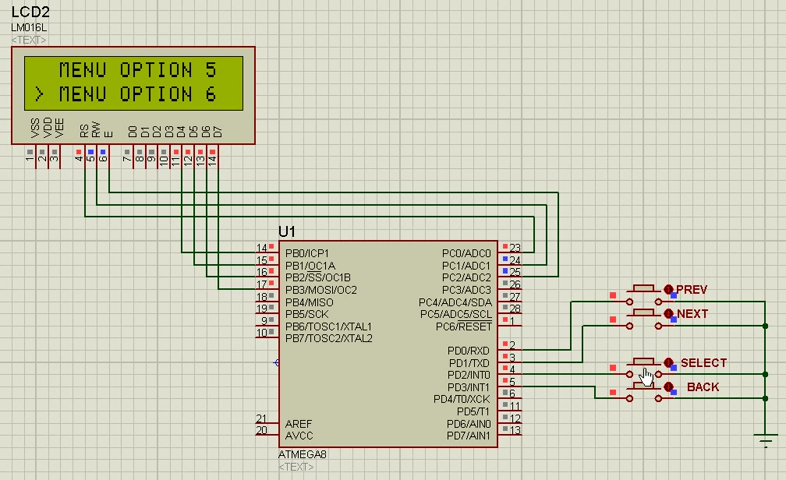 LCD2
LM016L
<TEXT>
MENU OPTION 5
> MENU OPTION 6
VSS VDD VEE RS RW E D0 D1 D2 D3 D4 D5 D6 D7
1 2 3 4 5 6 7 8 9 10 11 12 13 14
U1
14 PB0/ICP1 PC0/ADC0 23
15 PB1/OC1A PC1/ADC1 24
16 PB2/SS/OC1B PC2/ADC2 25
17 PB3/MOSI/OC2 PC3/ADC3 26
18 PB4/MISO PC4/ADC4/SDA 27
19 PB5/SCK PC5/ADC5/SCL 28
9 PB6/TOSC1/XTAL1 PC6/RESET 1
10 PB7/TOSC2/XTAL2
PD0/RXD 2
PD1/TXD 3
PD2/INT0 4
PD3/INT1 5
PD4/T0/XCK 6
PD5/T1 11
21 AREF PD6/AIN0 12
20 AVCC PD7/AIN1 13
ATMEGA8
<TEXT>
PREV
NEXT
SELECT
BACK